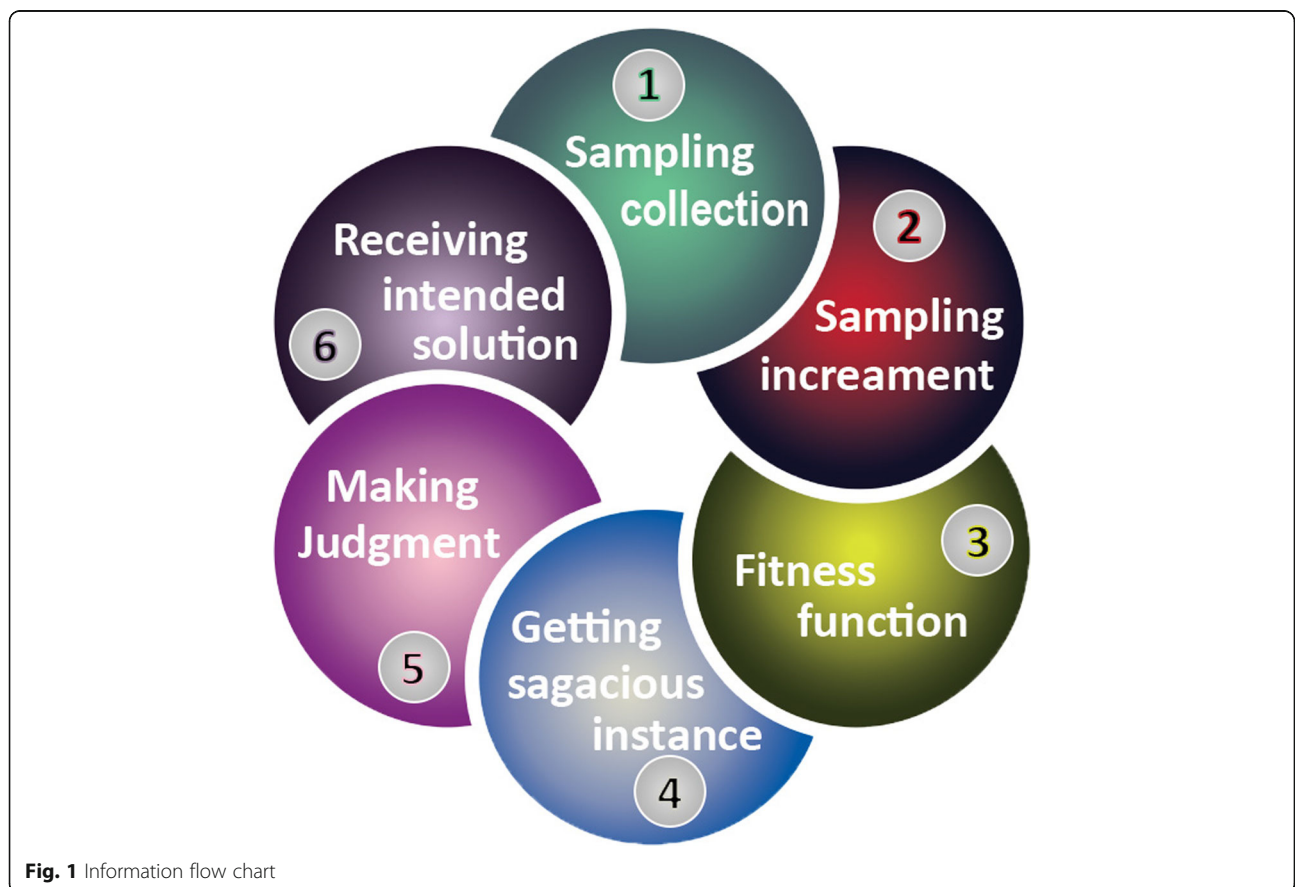 1
Sampling
collection
2
Sampling
increament
3
Fitness
function
Getting
sagacious
instance
4
Making
Judgment
5
Receiving
intended
solution
6
Fig. 1 Information flow chart